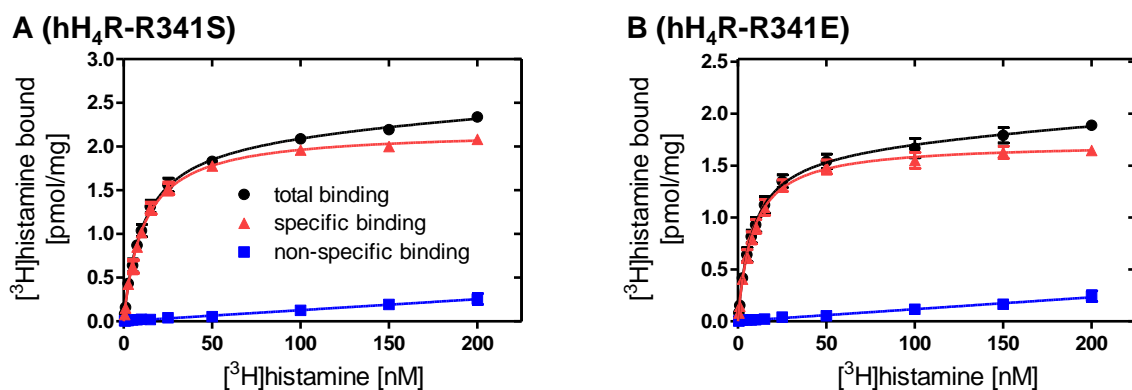 A (hH₄R-R341S)
[³H]histamine bound
[pmol/mg]
3.0
2.5
2.0
1.5
1.0
0.5
0.0
total binding
specific binding
non-specific binding
0
50
100
150
200
[³H]histamine [nM]
B (hH₄R-R341E)
[³H]histamine bound
[pmol/mg]
2.5
2.0
1.5
1.0
0.5
0.0
0
50
100
150
200
[³H]histamine [nM]